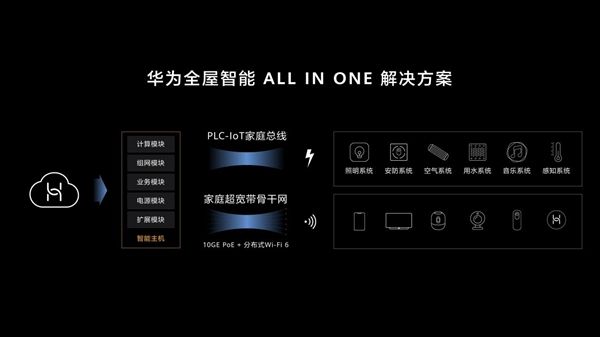 华为全屋智能 ALL IN ONE 解决方案
计算模块
组网模块
业务模块
电源模块
扩展模块
智能主机
PLC-IoT家庭总线
家庭超宽带骨干网
10GE PoE + 分布式Wi-Fi 6
照明系统 安防系统 空气系统 用水系统 音乐系统 感知系统